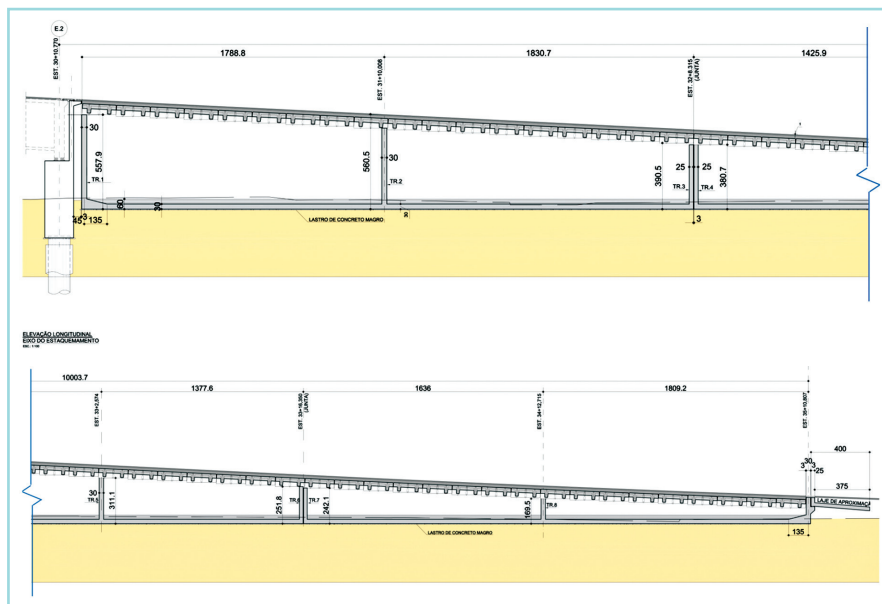 E.2
EST. 30+10.770
1788.8
EST. 31+10,008
1830.7
EST. 32+8.315
(JUNTA)
1425.9
1
30
557.9
TR.1
560.5
30
TR.2
390.5
25
25
TR.3
TR.4
380.7
60
30
45
3
135
LASTRO DE CONCRETO MAGRO
30
3
ELEVAÇÃO LONGITUDINAL
EIXO DO ESTAQUEAMENTO
10003.7
EST. 33+2,574
1377.6
EST. 33+16,350
(JUNTA)
1636
EST. 34+12,715
1809.2
EST. 35+10,807
400
3
30
3
25
375
LAJE DE APROXIMAÇ
30
TR.5
311.1
251.8
TR.6
TR.7
242.1
169.5
TR.8
LASTRO DE CONCRETO MAGRO
135